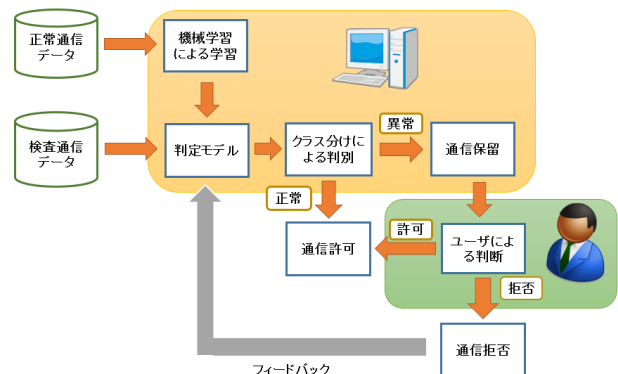 正常通信
データ
機械学習
による学習
検査通信
データ
判定モデル
クラス分けに
よる判別
異常
通信保留
正常
通信許可
許可
ユーザによ
る判断
拒否
通信拒否
フィードバック